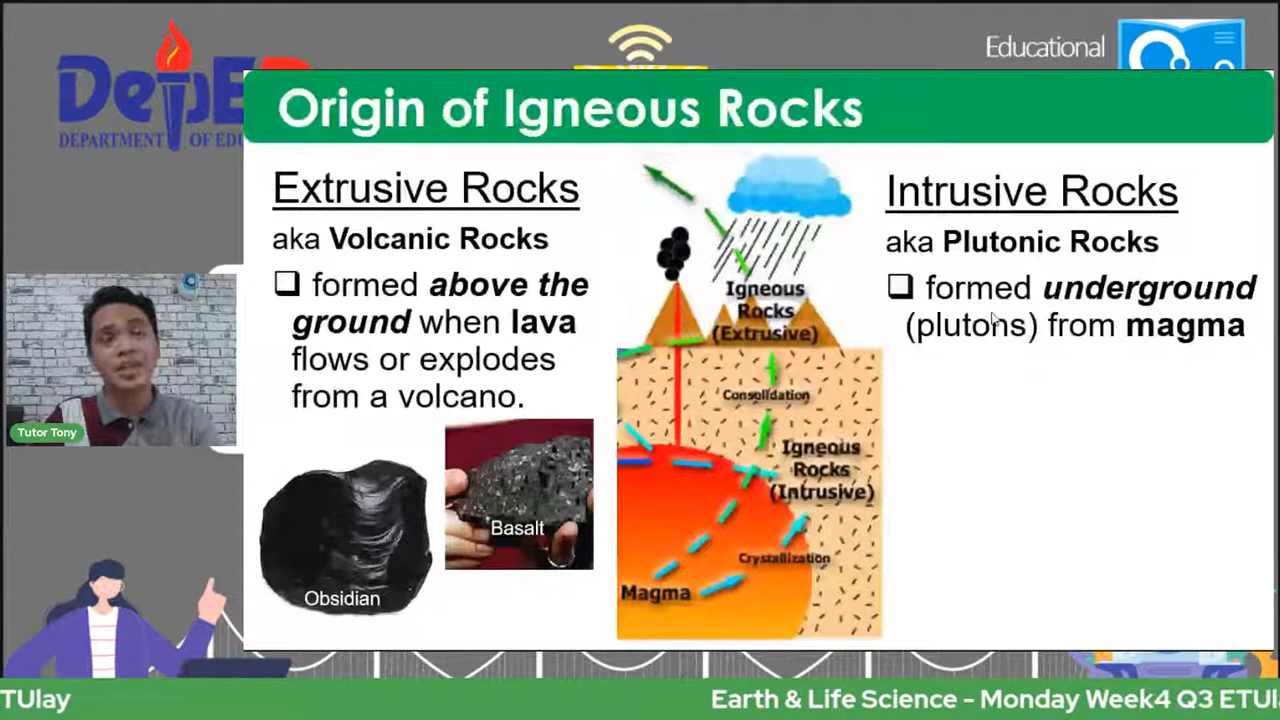 DepED
DEPARTMENT OF EDU
Educational
Origin of Igneous Rocks
Extrusive Rocks
aka Volcanic Rocks
❑ formed above the
ground when lava
flows or explodes
from a volcano.
Obsidian
Basalt
Igneous
Rocks
(Extrusive)
Consolidation
Igneous
Rocks
(Intrusive)
Crystallization
Magma
Intrusive Rocks
aka Plutonic Rocks
❑ formed underground
(plutons) from magma
Tutor Tony
TUlay
Earth & Life Science - Monday Week4 Q3 ETUl